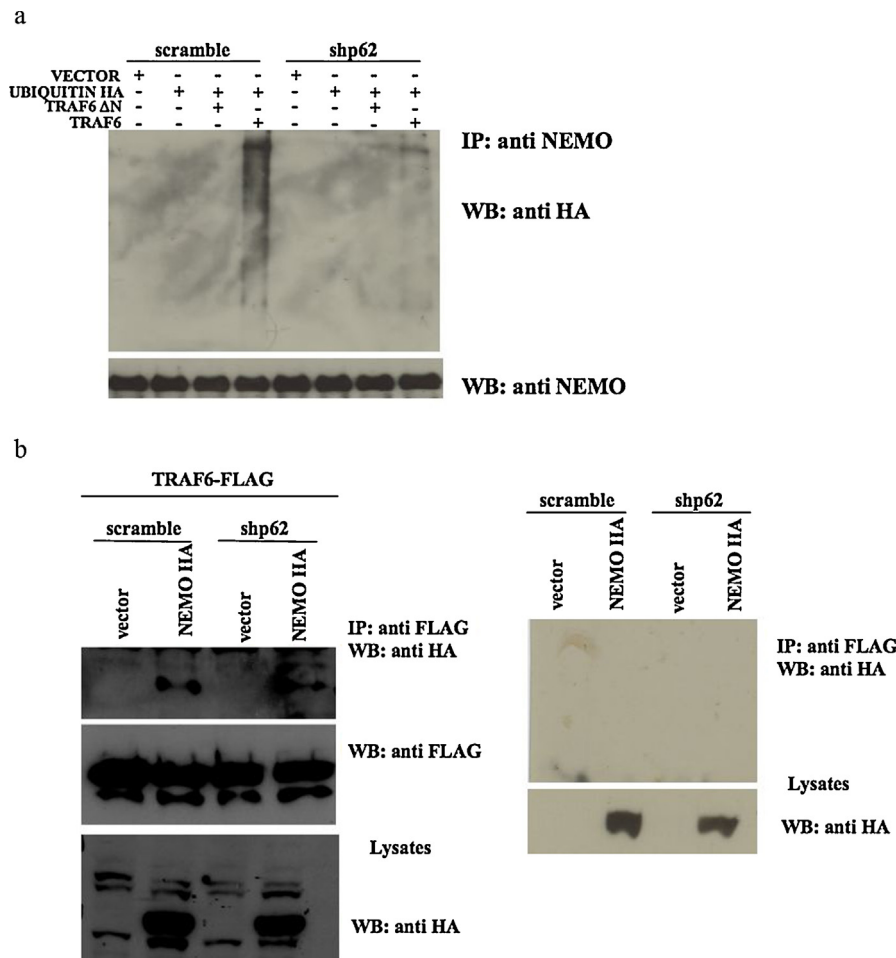 a
scramble shp62
VECTOR + - - - + - - -
UBIQUITIN HA - + + + - + + +
TRAF6 ΔN - - + - - - + -
TRAF6 - - - + - - - +
IP: anti NEMO
WB: anti HA
WB: anti NEMO
b
TRAF6-FLAG
scramble shp62
vector NEMO HA vector NEMO HA
IP: anti FLAG
WB: anti HA
WB: anti FLAG
Lysates
WB: anti HA
scramble shp62
vector NEMO HA vector NEMO HA
IP: anti FLAG
WB: anti HA
Lysates
WB: anti HA